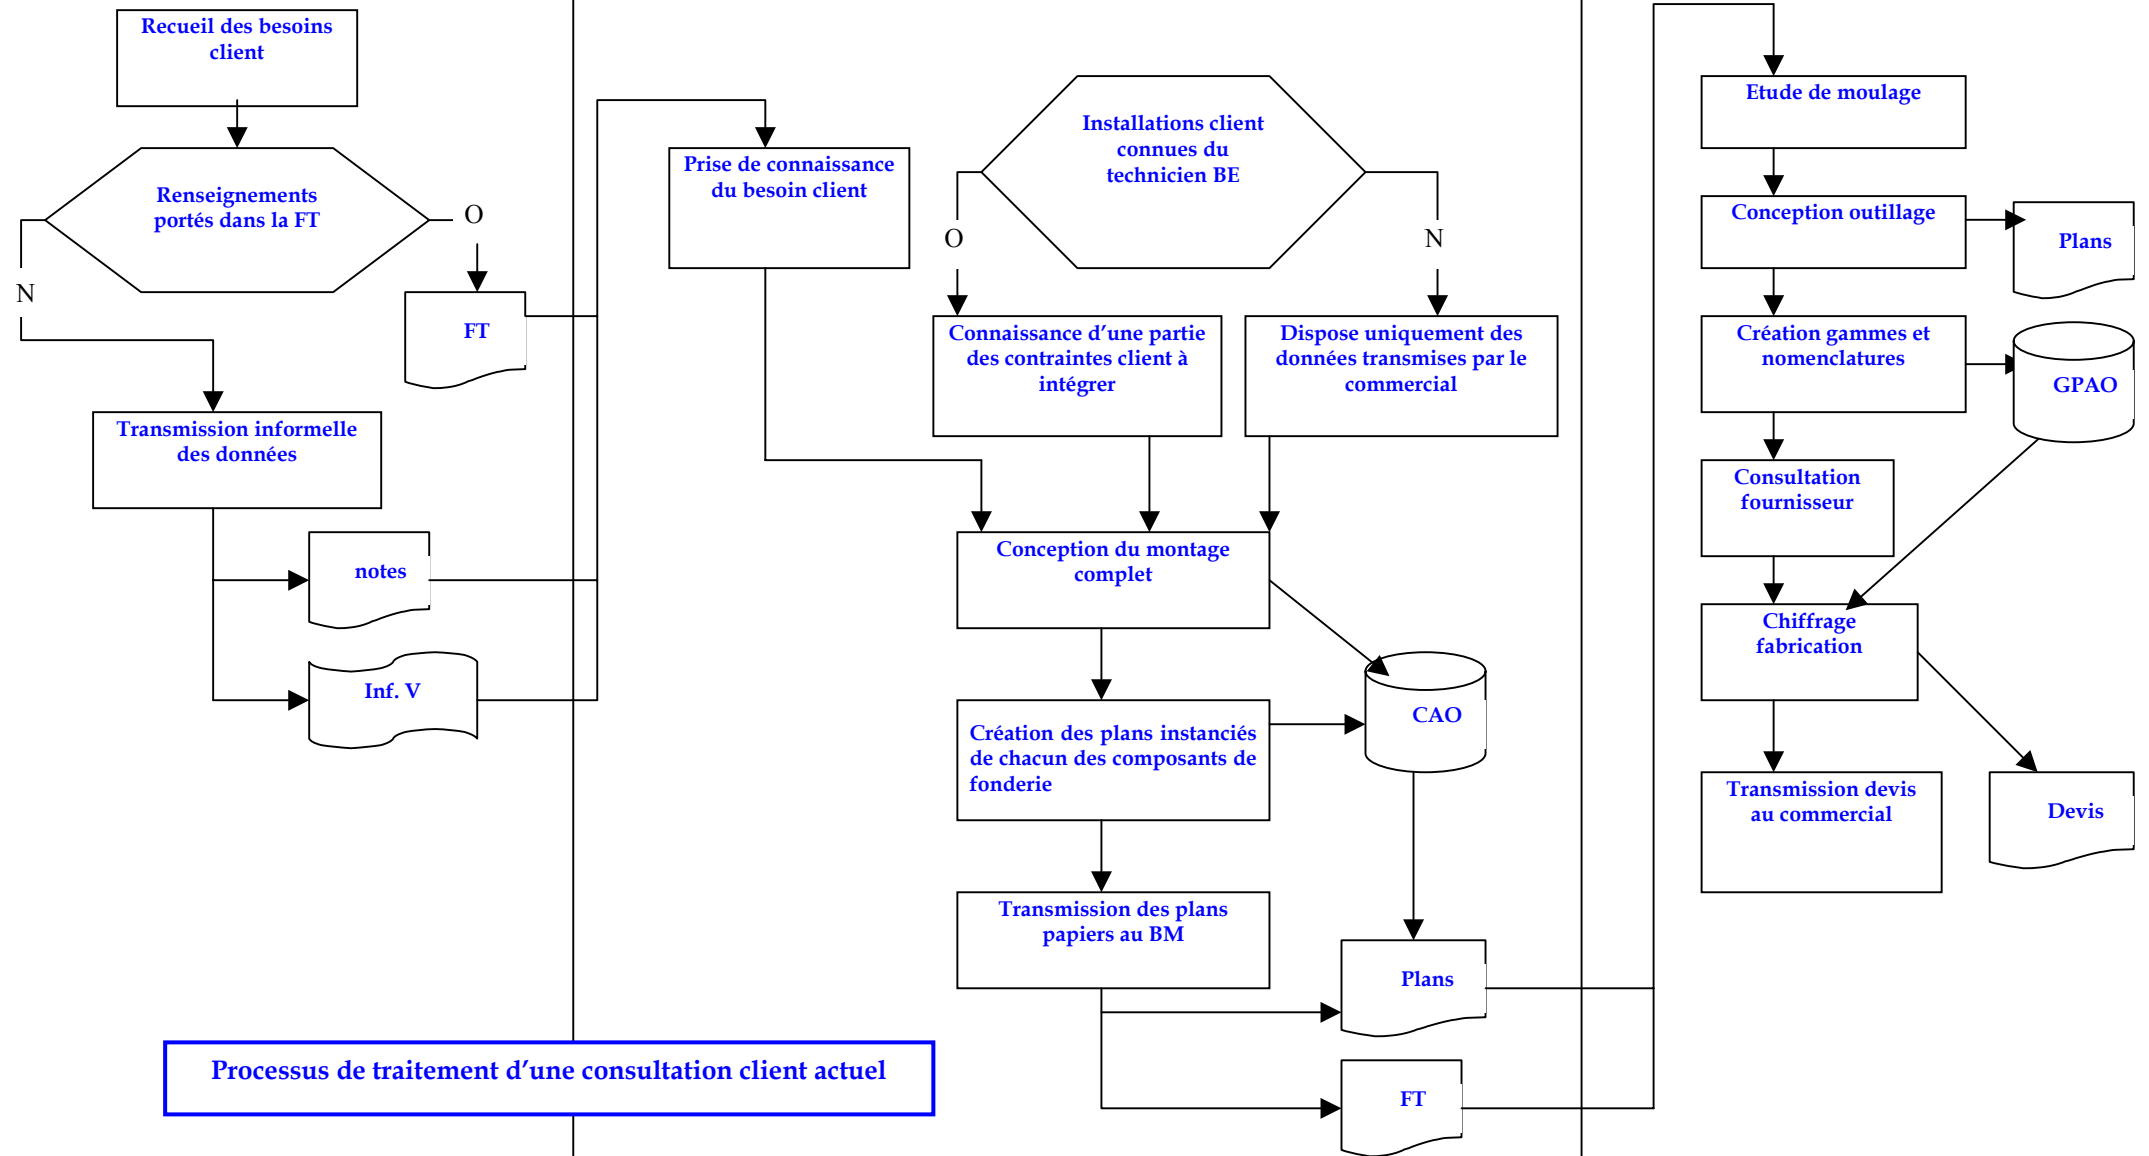 Recueil des besoins
client
Renseignements
portés dans la FT
O
N
FT
Transmission informelle
des données
notes
Inf. V
Prise de connaissance
du besoin client
Installations client
connues du
technicien BE
O
N
Connaissance d’une partie
des contraintes client à
intégrer
Dispose uniquement des
données transmises par le
commercial
Conception du montage
complet
CAO
Création des plans instanciés
de chacun des composants de
fonderie
Transmission des plans
papiers au BM
Plans
FT
Etude de moulage
Conception outillage
Plans
Création gammes et
nomenclatures
GPAO
Consultation
fournisseur
Chiffrage
fabrication
Transmission devis
au commercial
Devis
Processus de traitement d’une consultation client actuel